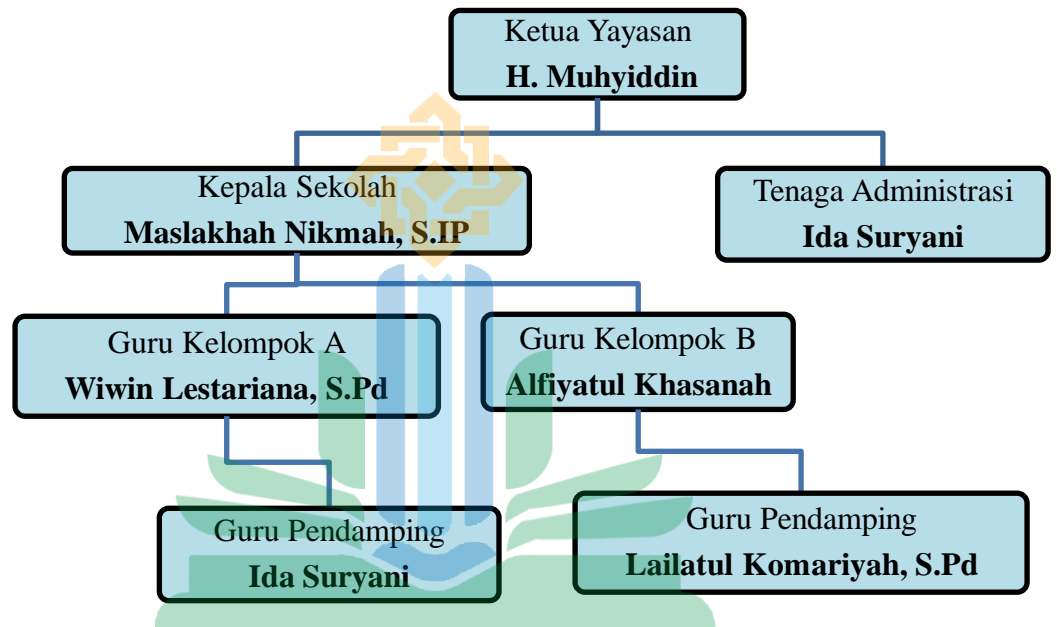 Ketua Yayasan
H. Muhyiddin
Kepala Sekolah
Maslakhah Nikmah, S.IP
Tenaga Administrasi
Ida Suryani
Guru Kelompok A
Wiwin Lestariana, S.Pd
Guru Kelompok B
Alfiyatul Khasanah
Guru Pendamping
Ida Suryani
Guru Pendamping
Lailatul Komariyah, S.Pd